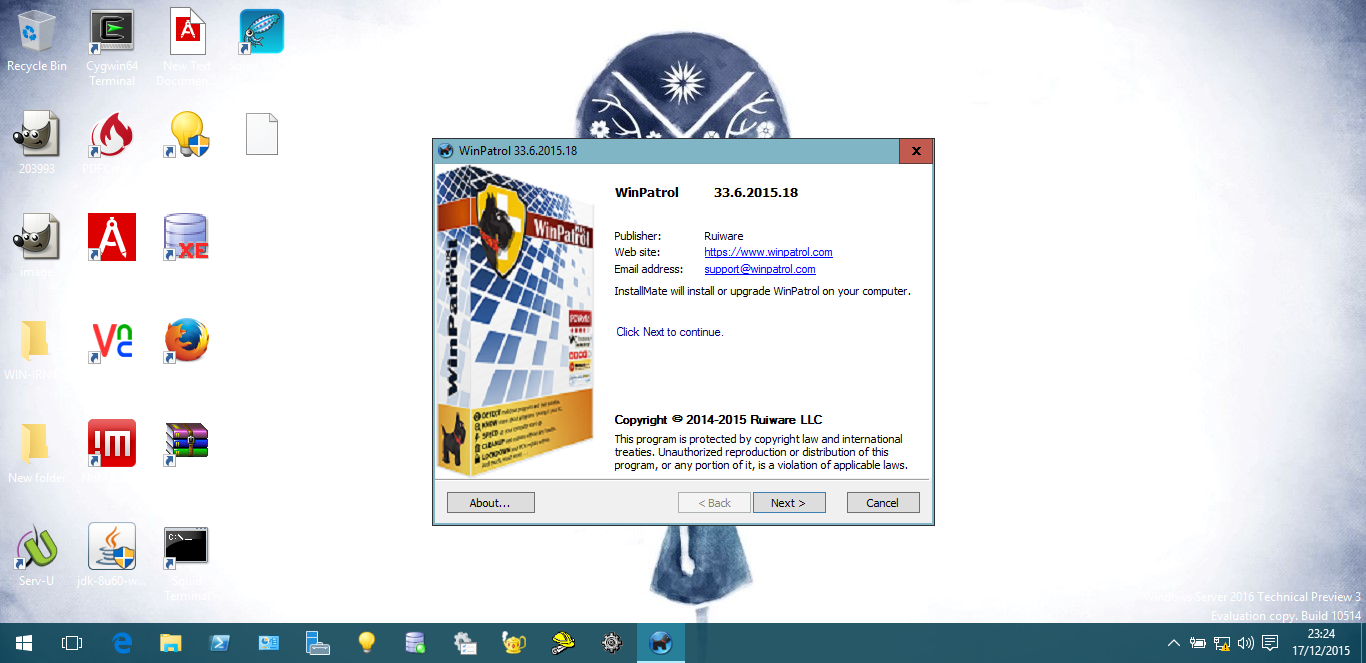 Recycle Bin
Cygwin64
Terminal
New Text
Documen...
203993
XE
New folder
Serv-U
jdk-8u60-w...
C:\._
Squid
Terminal
WinPatrol 33.6.2015.18
WinPatrol
WinPatrol
WinPatrol 33.6.2015.18
Publisher: Ruiware
Web site: https://www.winpatrol.com
Email address: support@winpatrol.com
InstallMate will install or upgrade WinPatrol on your computer.
Click Next to continue.
Copyright © 2014-2015 Ruiware LLC
This program is protected by copyright law and international
treaties. Unauthorized reproduction or distribution of this
program, or any portion of it, is a violation of applicable laws.
About...
< Back
Next >
Cancel
Windows Server 2016 Technical Preview 3
Evaluation copy. Build 10514
23:24
17/12/2015